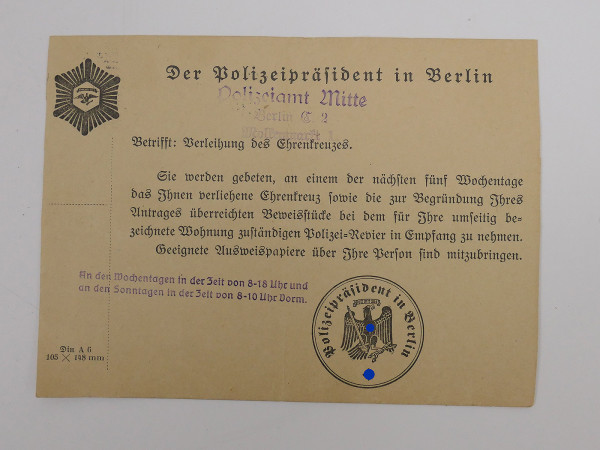 Der Polizeipräsident in Berlin
Polizeiamt Mitte
Berlin C. 2
Betrifft: Verleihung des Ehrenkreuzes.
Sie werden gebeten, an einem der nächsten fünf Wochentage
das Ihnen verliehene Ehrenkreuz sowie die zur Begründung Ihres
Antrages überreichten Beweisstücke bei dem für Ihre umseitig be-
zeichnete Wohnung zuständigen Polizei-Revier in Empfang zu nehmen.
Geeignete Ausweispapiere über Ihre Person sind mitzubringen.
An den Wochentagen in der Zeit von 8-18 Uhr und
an den Sonntagen in der Zeit von 8-10 Uhr Vorm.
Polizeipräsident in Berlin
Din A 6
105 × 148 mm